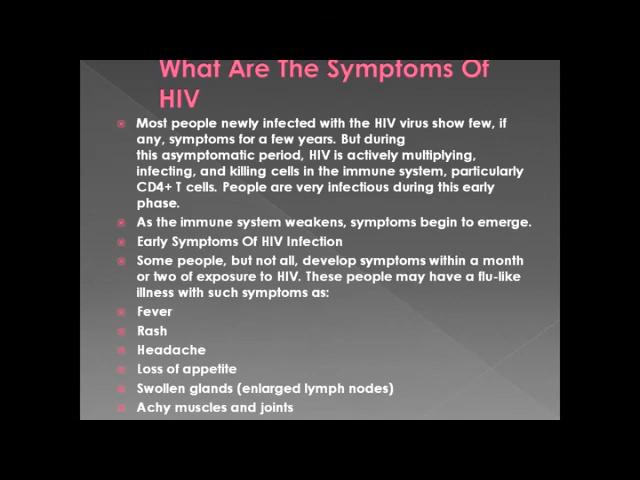 What Are The Symptoms Of
HIV
Most people newly infected with the HIV virus show few, if
any, symptoms for a few years. But during
this asymptomatic period, HIV is actively multiplying,
infecting, and killing cells in the immune system, particularly
CD4+ T cells. People are very infectious during this early
phase.
As the immune system weakens, symptoms begin to emerge.
Early Symptoms Of HIV Infection
Some people, but not all, develop symptoms within a month
or two of exposure to HIV. These people may have a flu-like
illness with such symptoms as:
Fever
Rash
Headache
Loss of appetite
Swollen glands (enlarged lymph nodes)
Achy muscles and joints